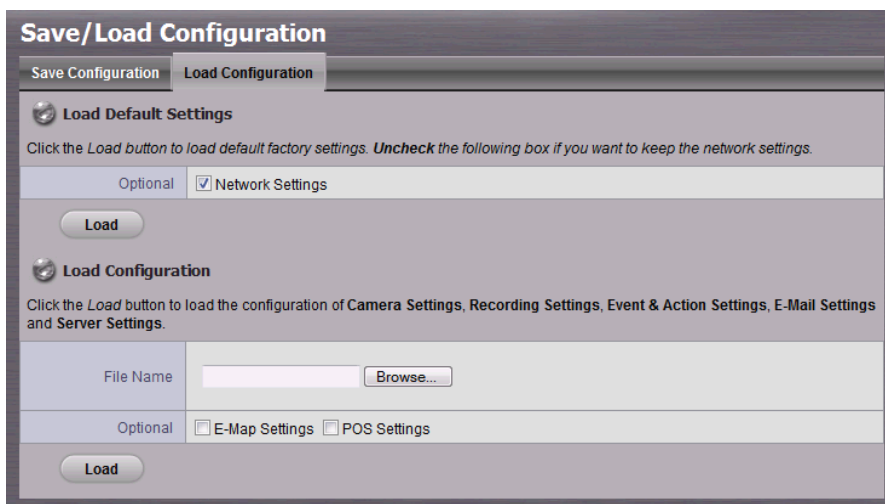 Save/Load Configuration
Save Configuration Load Configuration
Load Default Settings
Click the Load button to load default factory settings. Uncheck the following box if you want to keep the network settings.
Optional Network Settings
Load
Load Configuration
Click the Load button to load the configuration of Camera Settings, Recording Settings, Event & Action Settings, E-Mail Settings
and Server Settings.
File Name Browse...
Optional E-Map Settings POS Settings
Load